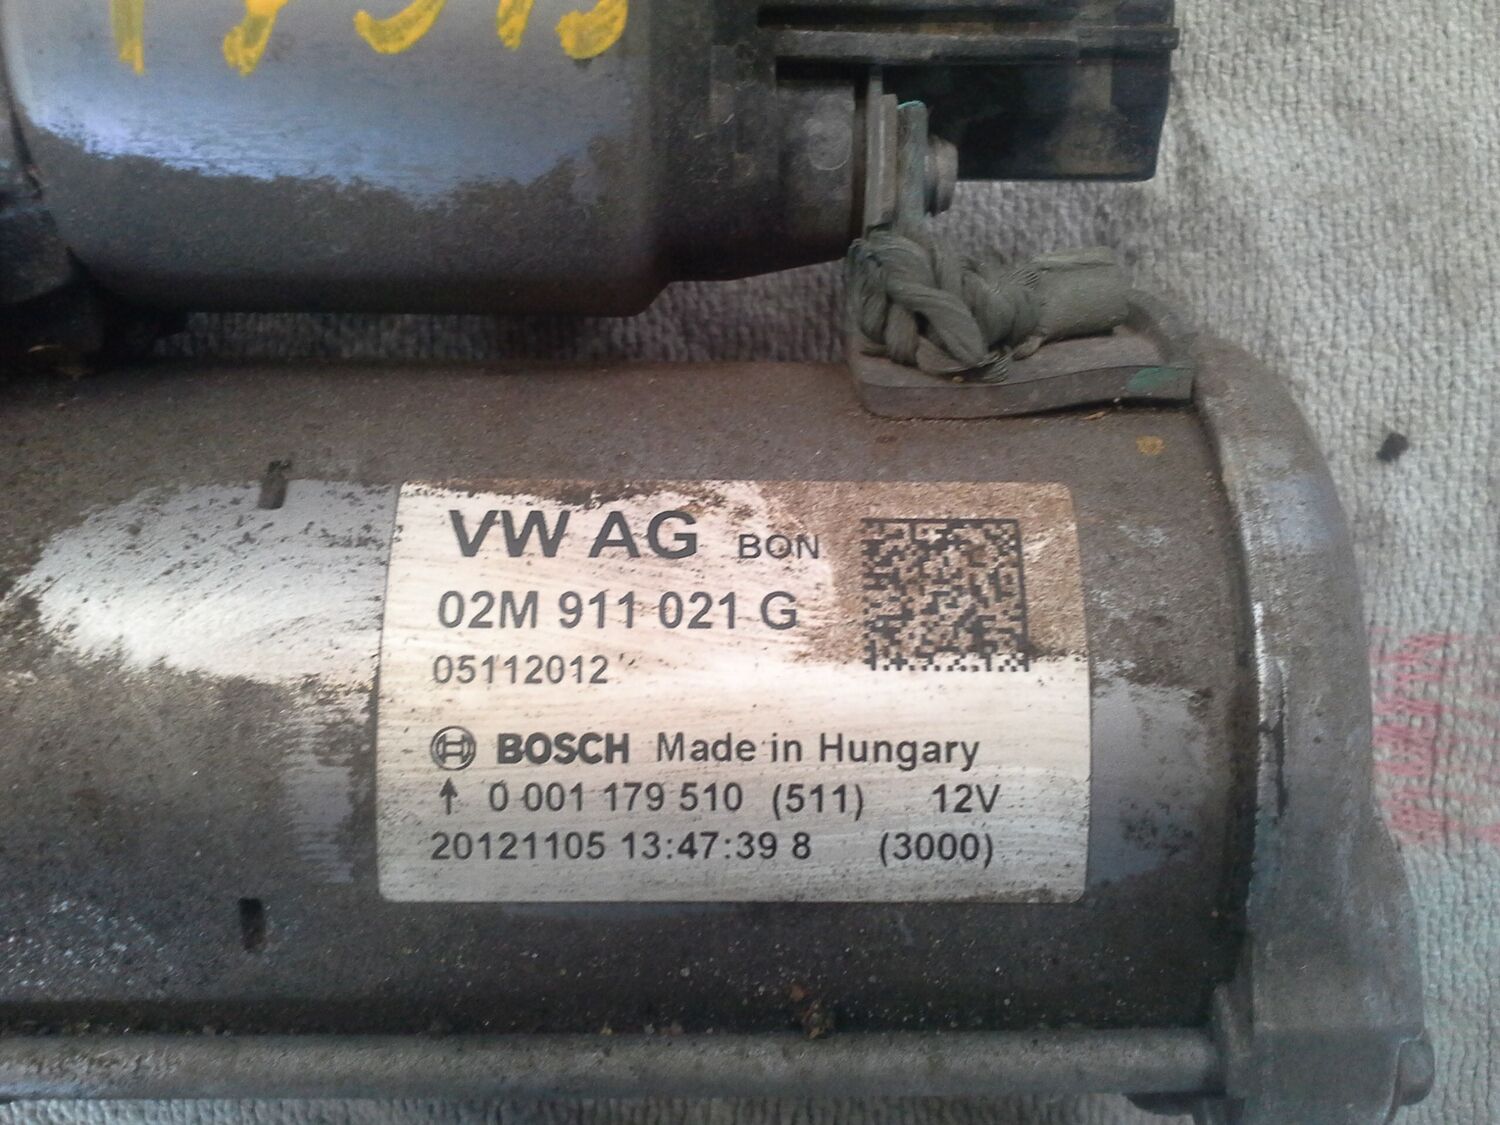 VW AG BON
02M 911 021 G
05112012
BOSCH Made in Hungary
↑ 0 001 179 510 (511) 12V
20121105 13:47:39 8 (3000)